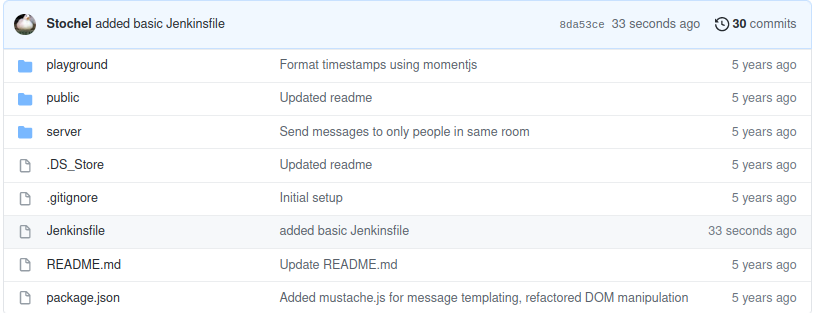 Stochel added basic Jenkinsfile 8da53ce 33 seconds ago 30 commits
playground Format timestamps using momentjs 5 years ago
public Updated readme 5 years ago
server Send messages to only people in same room 5 years ago
.DS_Store Updated readme 5 years ago
.gitignore Initial setup 5 years ago
Jenkinsfile added basic Jenkinsfile 33 seconds ago
README.md Update README.md 5 years ago
package.json Added mustache.js for message templating, refactored DOM manipulation 5 years ago